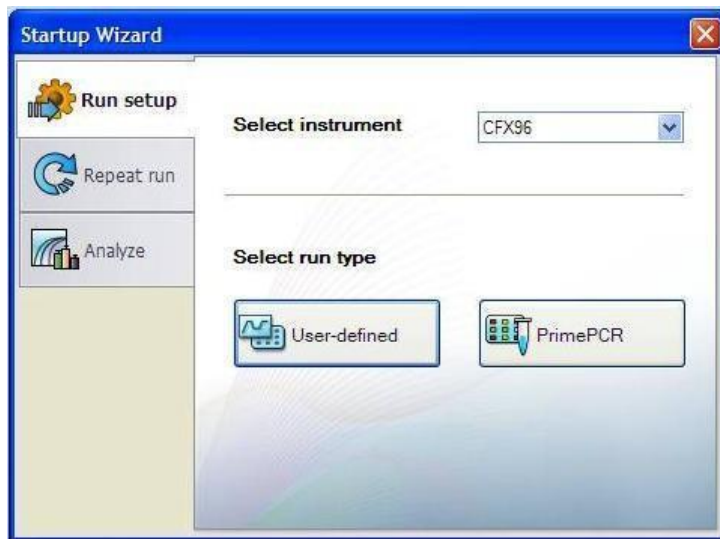 Startup Wizard
Run setup
Repeat run
Analyze
Select instrument
CFX96
Select run type
User-defined
PrimePCR